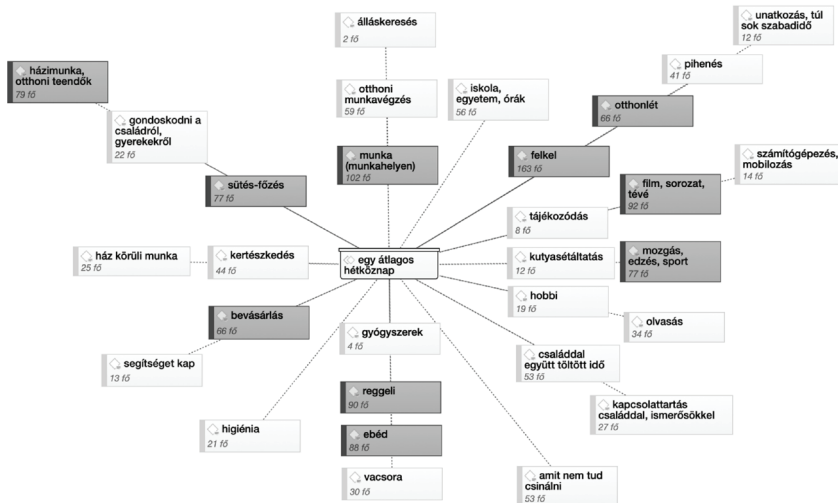 álláskeresés
2 fő
unatkozás, túl
sok szabadidő
12 fő
házimunka,
otthoni teendők
79 fő
otthoni
munkavégzés
59 fő
iskola,
egyetem, órák
56 fő
pihenés
41 fő
otthonlét
66 fő
gondoskodni a
családról,
gyerekekről
22 fő
munka
(munkahelyen)
102 fő
felkel
163 fő
számítógépezés,
mobilozás
14 fő
sütés-főzés
77 fő
film, sorozat,
tévé
92 fő
tájékozódás
8 fő
ház körüli munka
25 fő
kertészkedés
44 fő
egy átlagos
hétköznap
kutyasétáltatás
12 fő
mozgás,
edzés, sport
77 fő
hobbi
19 fő
bevásárlás
66 fő
olvasás
34 fő
gyógyszerek
4 fő
segítséget kap
13 fő
családdal
együtt töltött idő
53 fő
reggeli
90 fő
kapcsolattartás
családdal, ismerősökkel
27 fő
higiénia
21 fő
ebéd
88 fő
vacsora
30 fő
amit nem tud
csinálni
53 fő